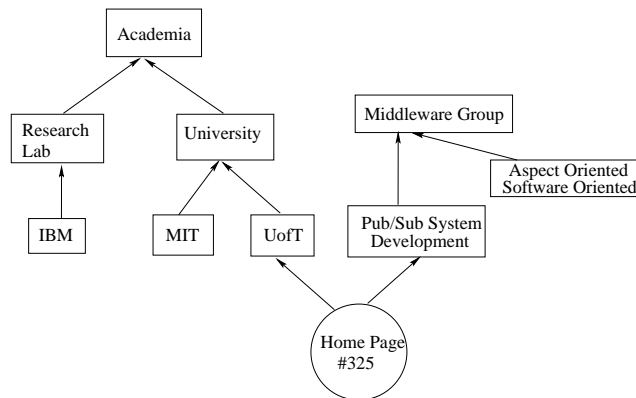 Academia
Middleware Group
Research
Lab
University
Aspect Oriented
Software Oriented
IBM
MIT
UofT
Pub/Sub System
Development
Home Page
#325